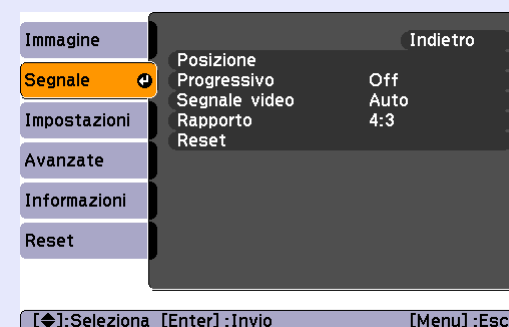 Immagine
Segnale
Impostazioni
Avanzate
Informazioni
Reset
Indietro
Posizione
Progressivo Off
Segnale video Auto
Rapporto 4:3
Reset
[◆]:Seleziona [Enter]:Invio [Menu]:Esc